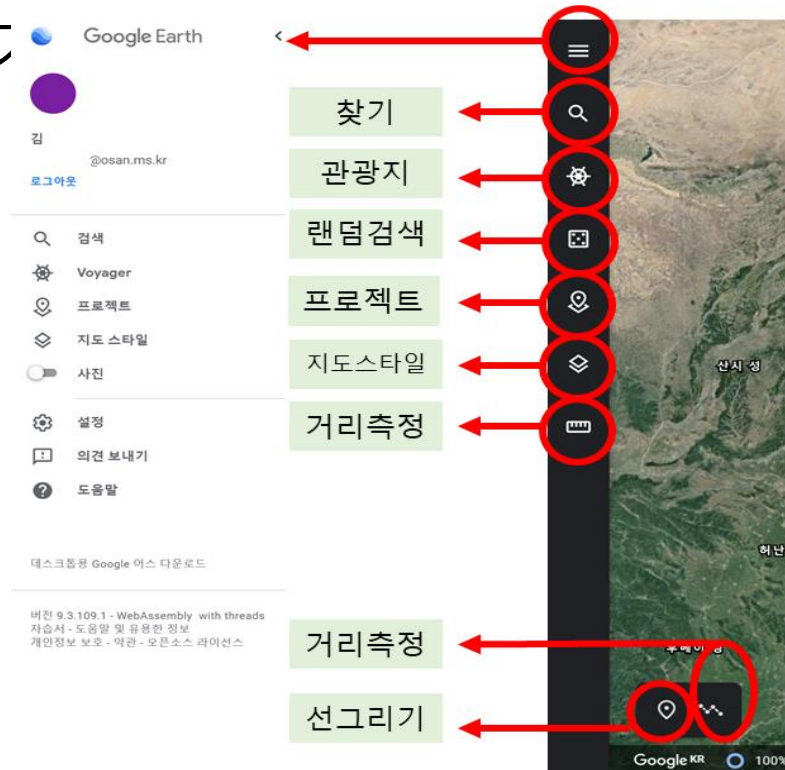 Google Earth
김
@osan.ms.kr
로그아웃
검색
Voyager
프로젝트
지도 스타일
사진
설정
의견 보내기
도움말
데스크톱용 Google 어스 다운로드
버전 9.3.109.1 - WebAssembly with threads
자습서 - 도움말 및 유용한 정보
개인정보 보호 - 약관 - 오픈소스 라이선스
찾기
관광지
랜덤검색
프로젝트
지도스타일
거리측정
거리측정
선그리기
산시 성
허난
Google KR
100%